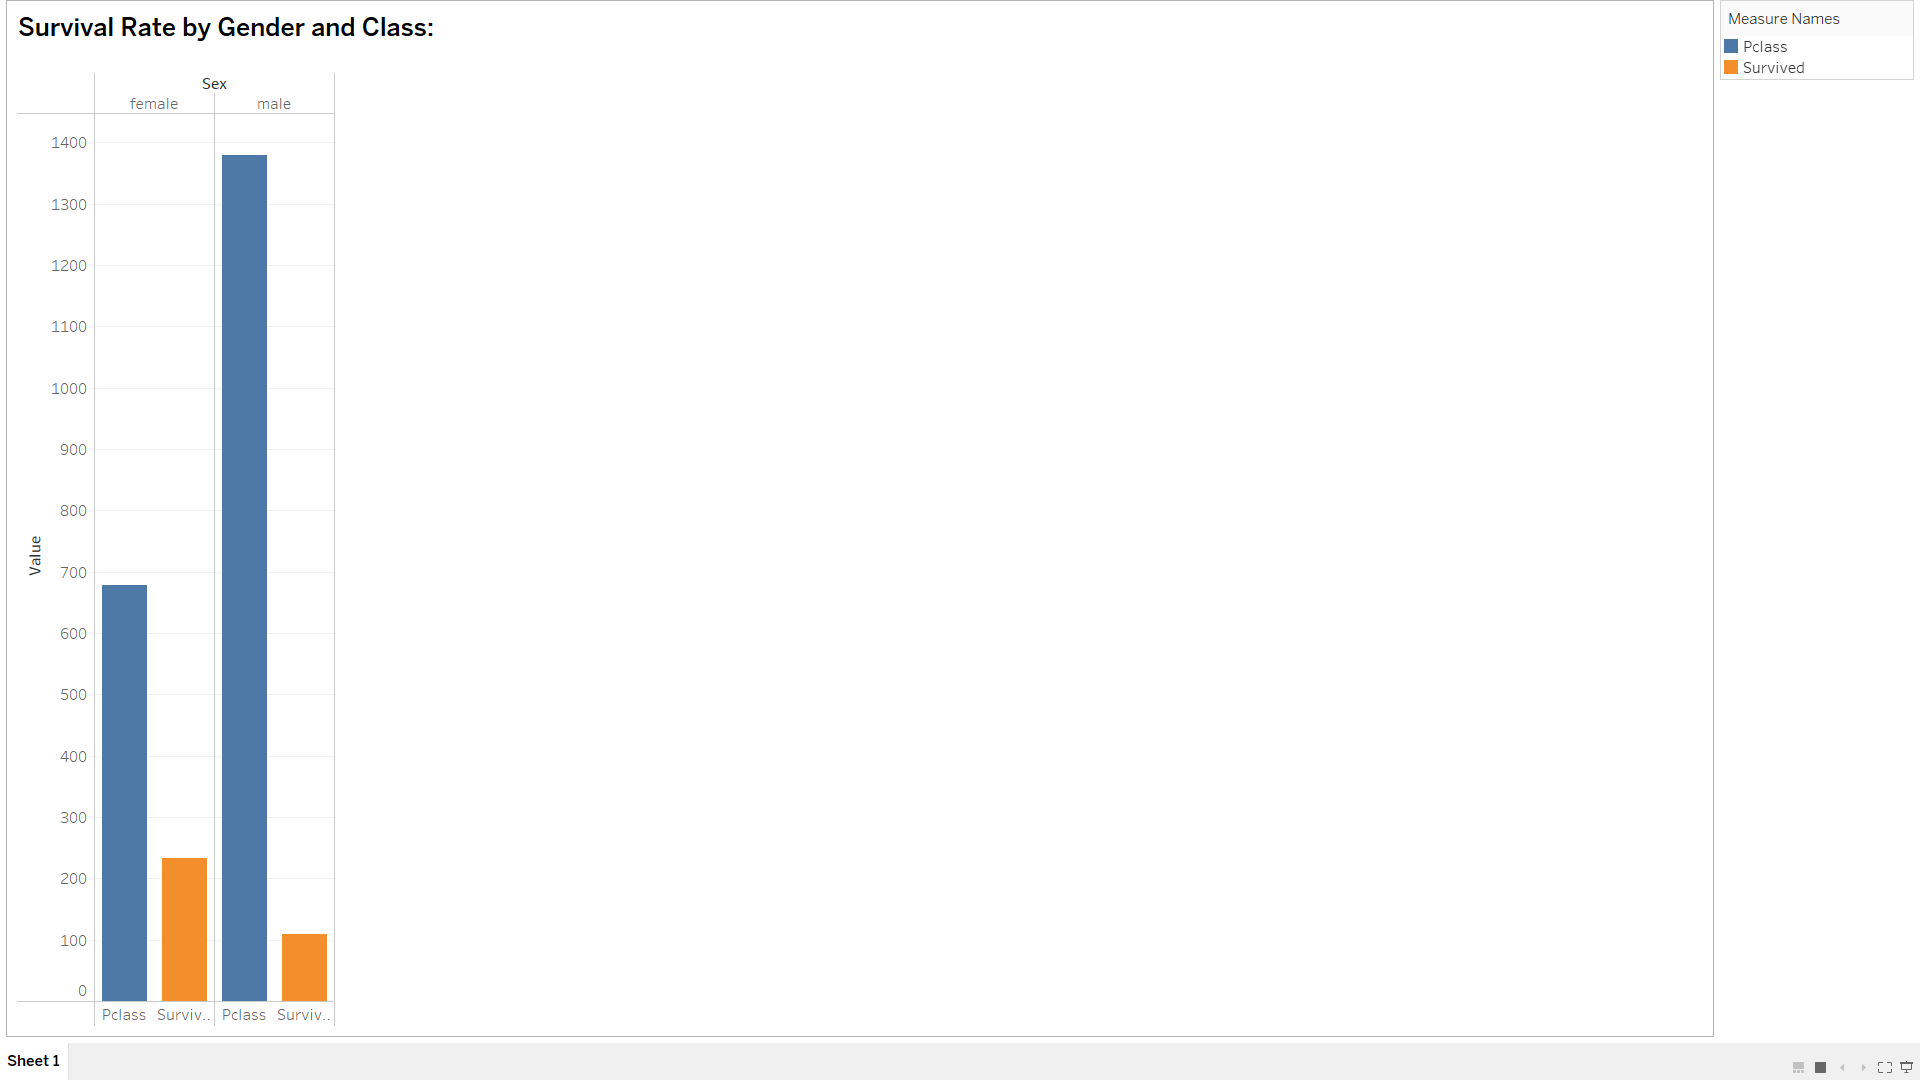 Survival Rate by Gender and Class:
Measure Names
Pclass
Survived
Sex
female male
1400
1300
1200
1100
1000
900
800
700
600
500
400
300
200
100
0
Value
Pclass Surviv.. Pclass Surviv..
Sheet 1